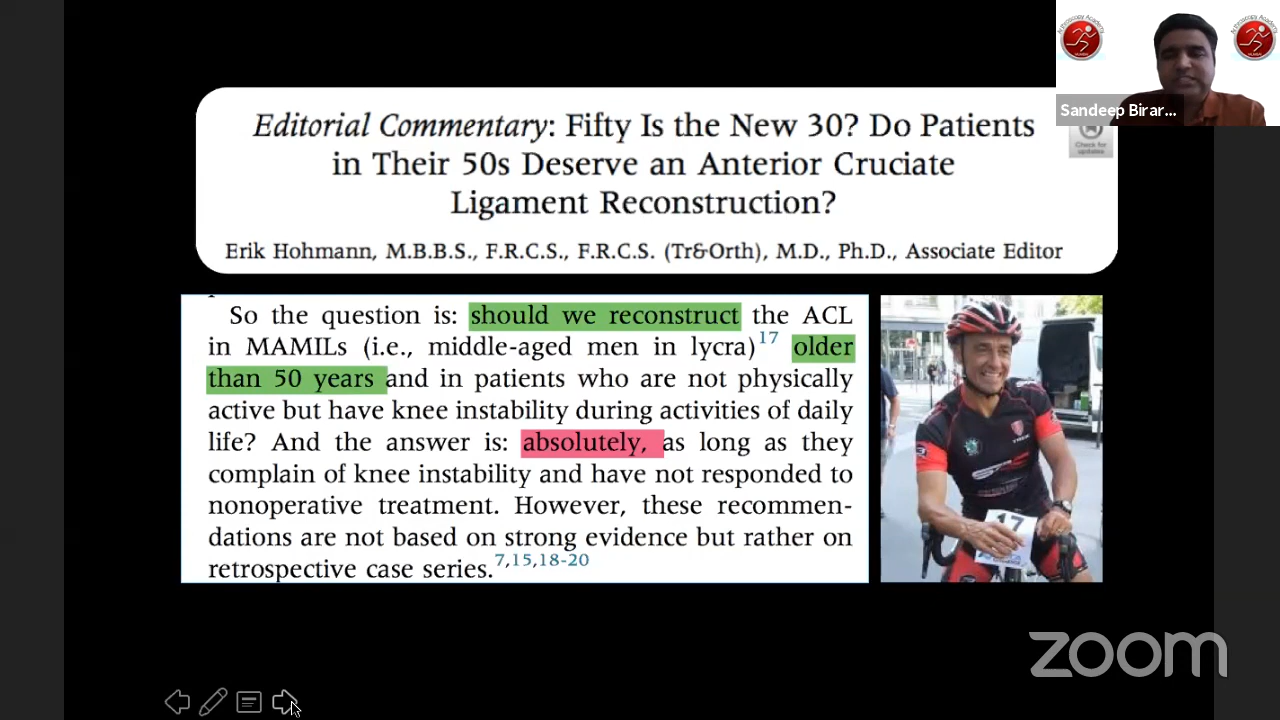 Editorial Commentary: Fifty Is the New 30? Do Patients
in Their 50s Deserve an Anterior Cruciate
Ligament Reconstruction?
Erik Hohmann, M.B.B.S., F.R.C.S., F.R.C.S. (Tr&Orth), M.D., Ph.D., Associate Editor
Check for
updates
Sandeep Birar...
So the question is: should we reconstruct the ACL
in MAMILs (i.e., middle-aged men in lycra)17 older
than 50 years and in patients who are not physically
active but have knee instability during activities of daily
life? And the answer is: absolutely, as long as they
complain of knee instability and have not responded to
nonoperative treatment. However, these recommen-
dations are not based on strong evidence but rather on
retrospective case series.7,15,18-20
17
zoom